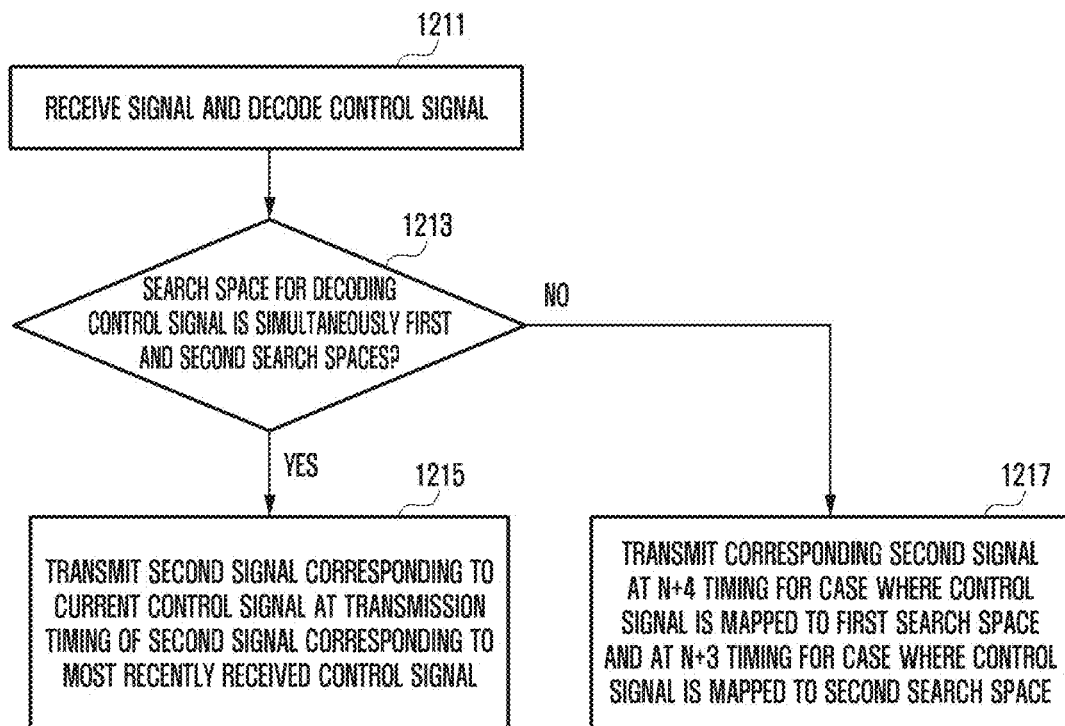 1211
RECEIVE SIGNAL AND DECODE CONTROL SIGNAL
1213
SEARCH SPACE FOR DECODING
CONTROL SIGNAL IS SIMULTANEOUSLY FIRST
AND SECOND SEARCH SPACES?
NO
YES
1215
TRANSMIT SECOND SIGNAL CORRESPONDING TO
CURRENT CONTROL SIGNAL AT TRANSMISSION
TIMING OF SECOND SIGNAL CORRESPONDING TO
MOST RECENTLY RECEIVED CONTROL SIGNAL
1217
TRANSMIT CORRESPONDING SECOND SIGNAL
AT N+4 TIMING FOR CASE WHERE CONTROL
SIGNAL IS MAPPED TO FIRST SEARCH SPACE
AND AT N+3 TIMING FOR CASE WHERE CONTROL
SIGNAL IS MAPPED TO SECOND SEARCH SPACE